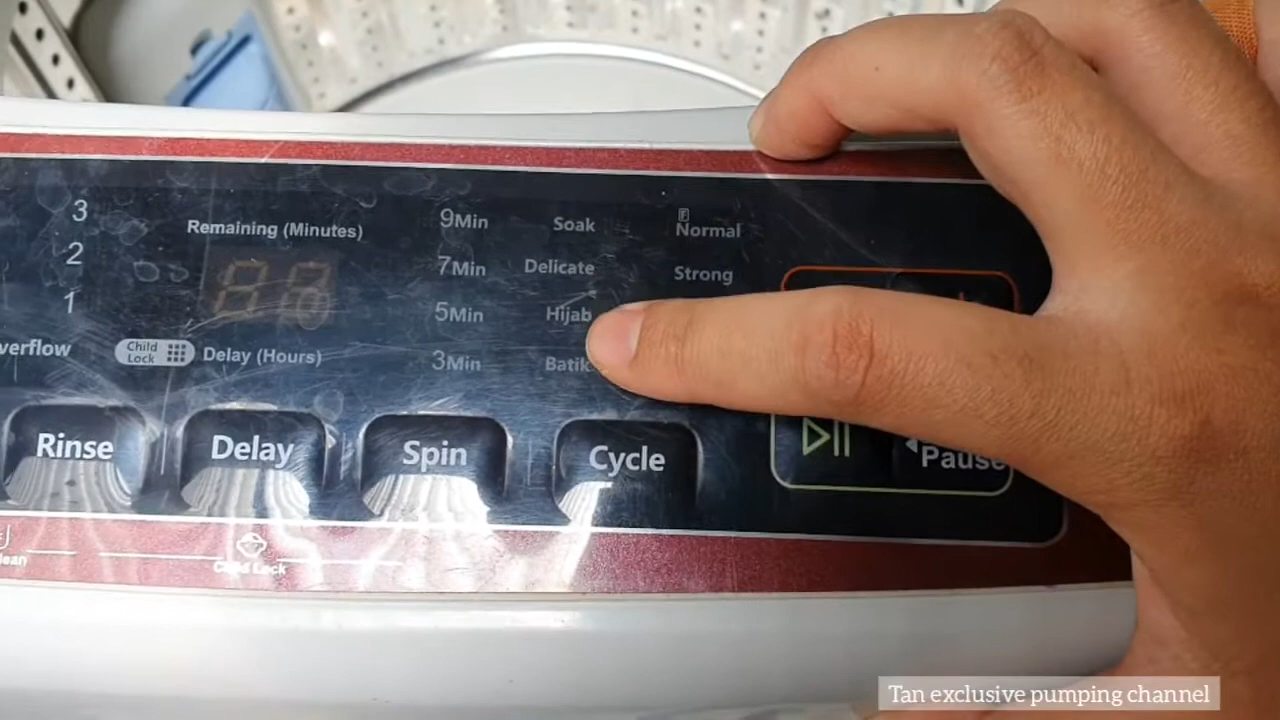 3
2
1
verflow
Remaining (Minutes)
88
Child
Lock
Delay (Hours)
9Min
7Min
5Min
3Min
Soak
Delicate
Hijab
Batik
F
Normal
Strong
Rinse
Delay
Spin
Cycle
Pause
lean
Child Lock
Tan exclusive pumping channel